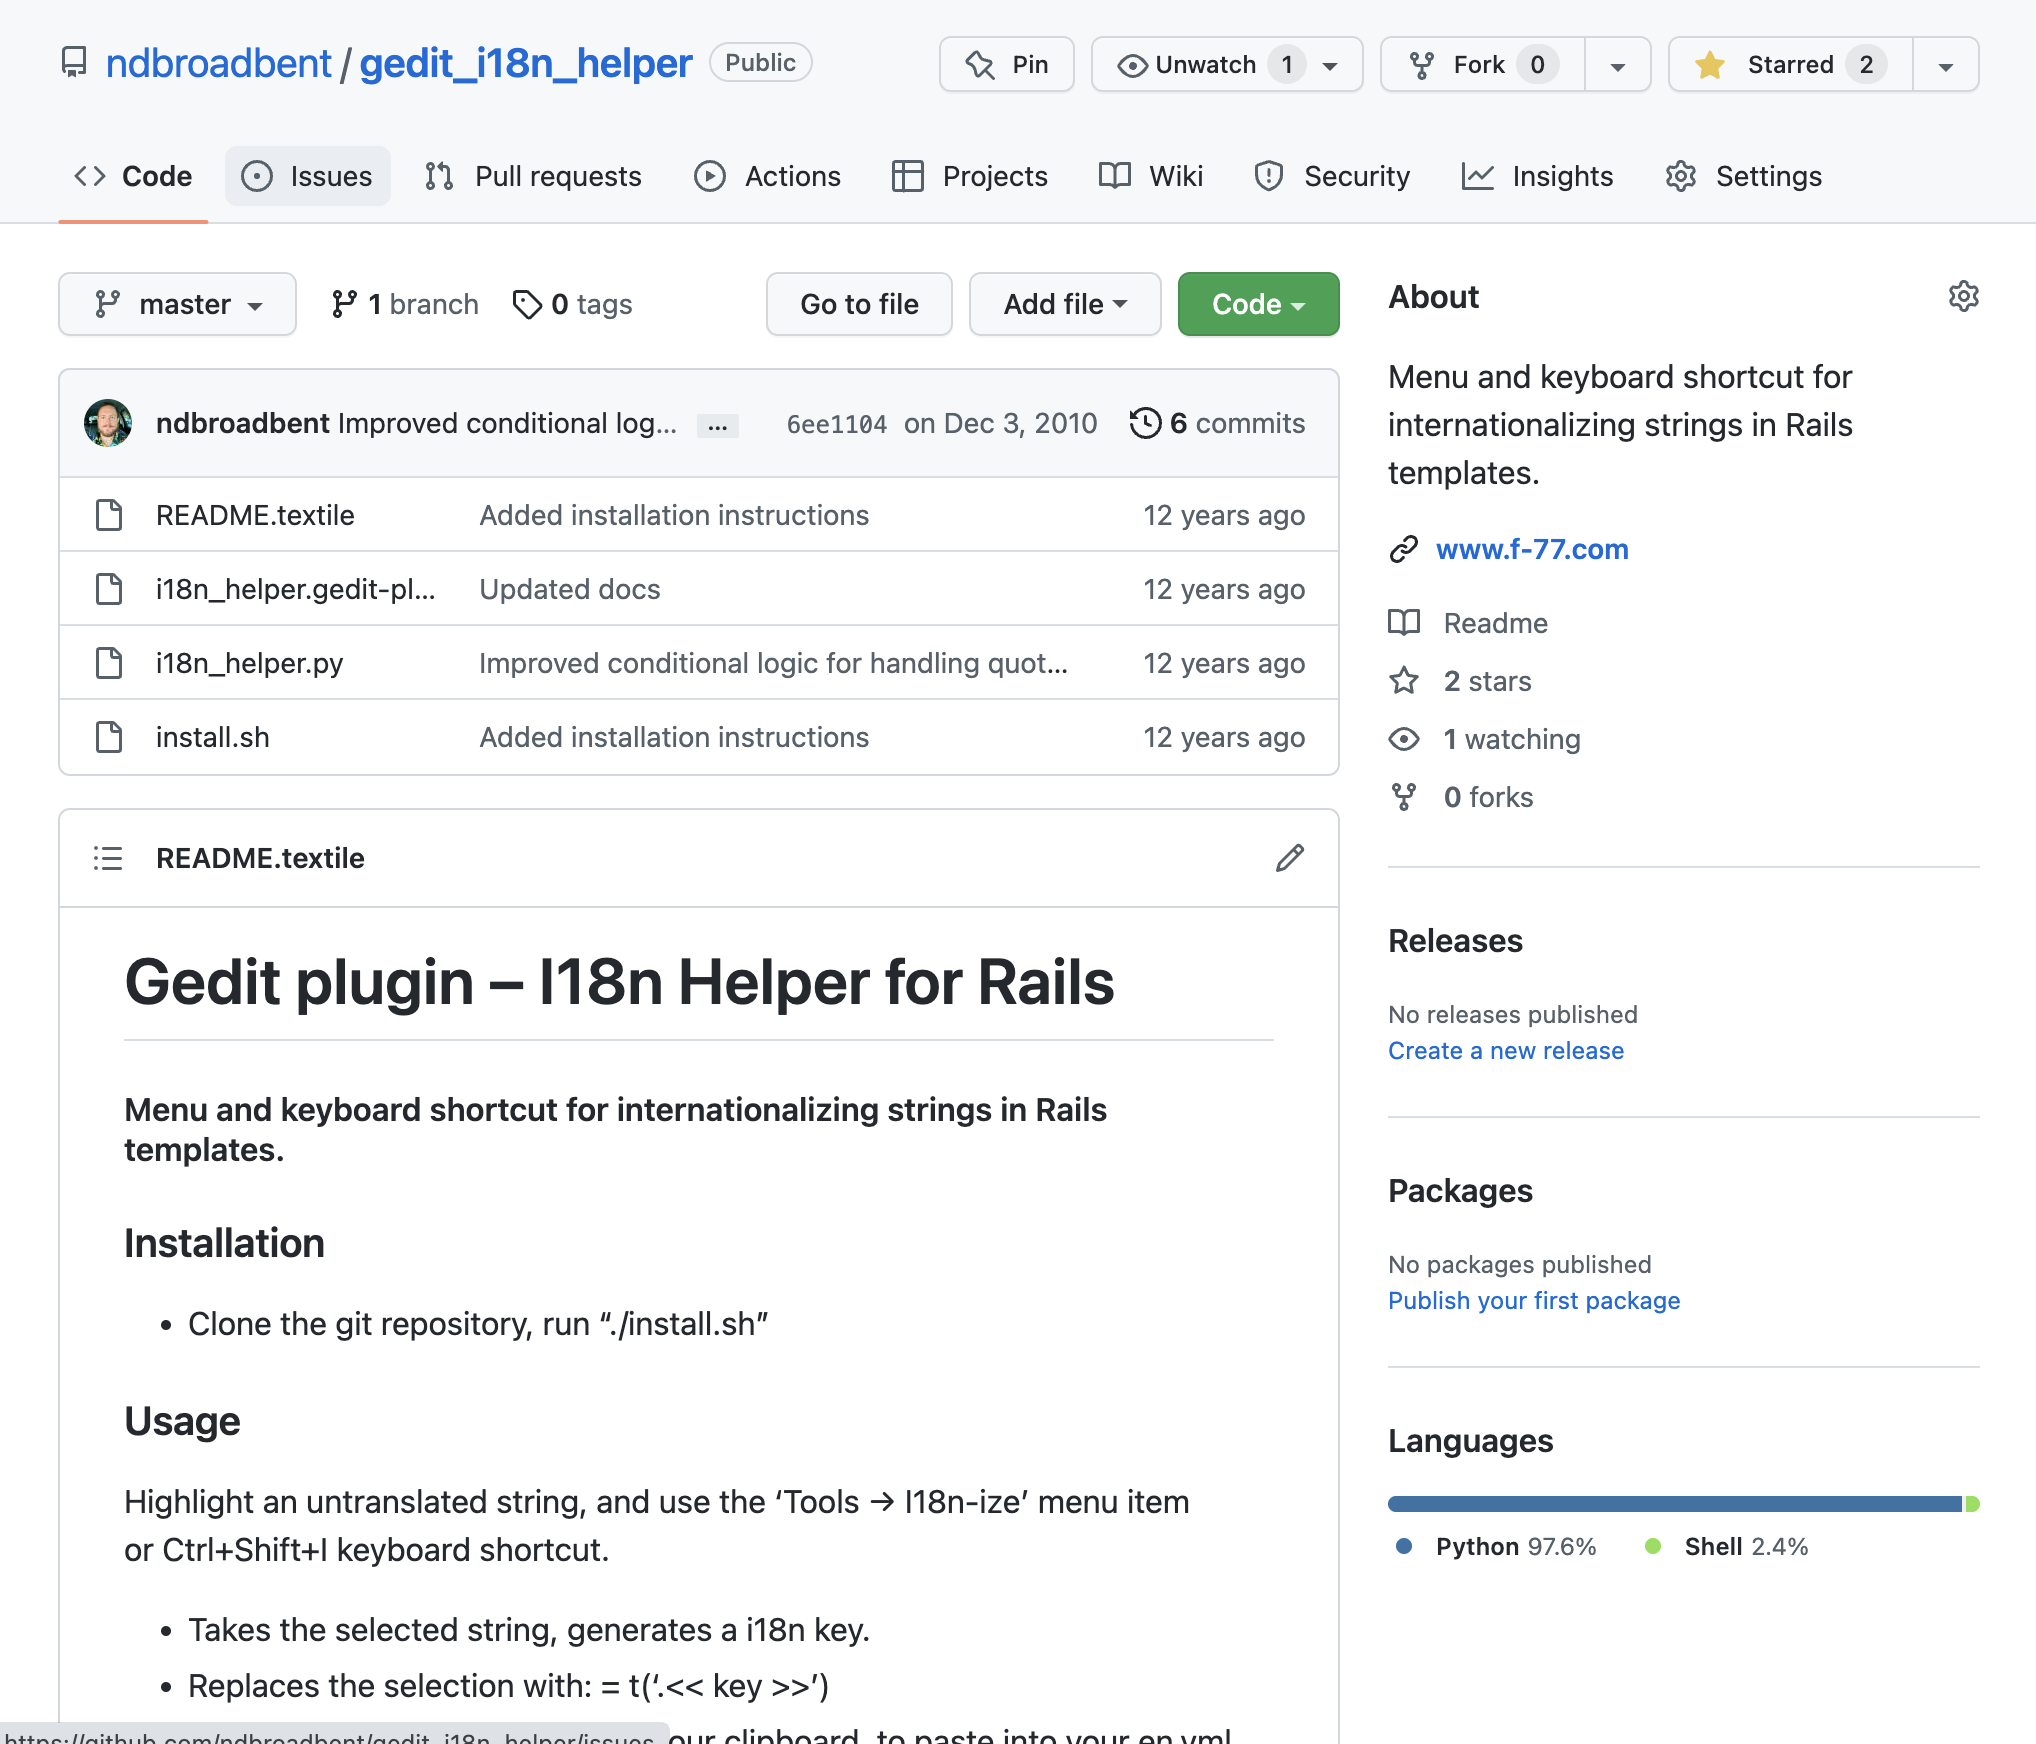 ndbroadbent / gedit_i18n_helper Public Pin Unwatch 1 Fork 0 Starred 2
Code Issues Pull requests Actions Projects Wiki Security Insights Settings
master 1 branch 0 tags Go to file Add file Code
ndbroadbent Improved conditional log... ... 6ee1104 on Dec 3, 2010 6 commits
README.textile Added installation instructions 12 years ago
i18n_helper.gedit-pl... Updated docs 12 years ago
i18n_helper.py Improved conditional logic for handling quot... 12 years ago
install.sh Added installation instructions 12 years ago
README.textile
Gedit plugin – I18n Helper for Rails
Menu and keyboard shortcut for internationalizing strings in Rails
templates.
Installation
• Clone the git repository, run “./install.sh”
Usage
Highlight an untranslated string, and use the ‘Tools → I18n-ize’ menu item
or Ctrl+Shift+I keyboard shortcut.
• Takes the selected string, generates a i18n key.
• Replaces the selection with: = t(‘.<< key >>’)
our clipboard, to paste into your en.yml
https://github.com/ndbroadbent/gedit_i18n_helper/issues
About
Menu and keyboard shortcut for
internationalizing strings in Rails
templates.
www.f-77.com
Readme
2 stars
1 watching
0 forks
Releases
No releases published
Create a new release
Packages
No packages published
Publish your first package
Languages
Python 97.6% Shell 2.4%